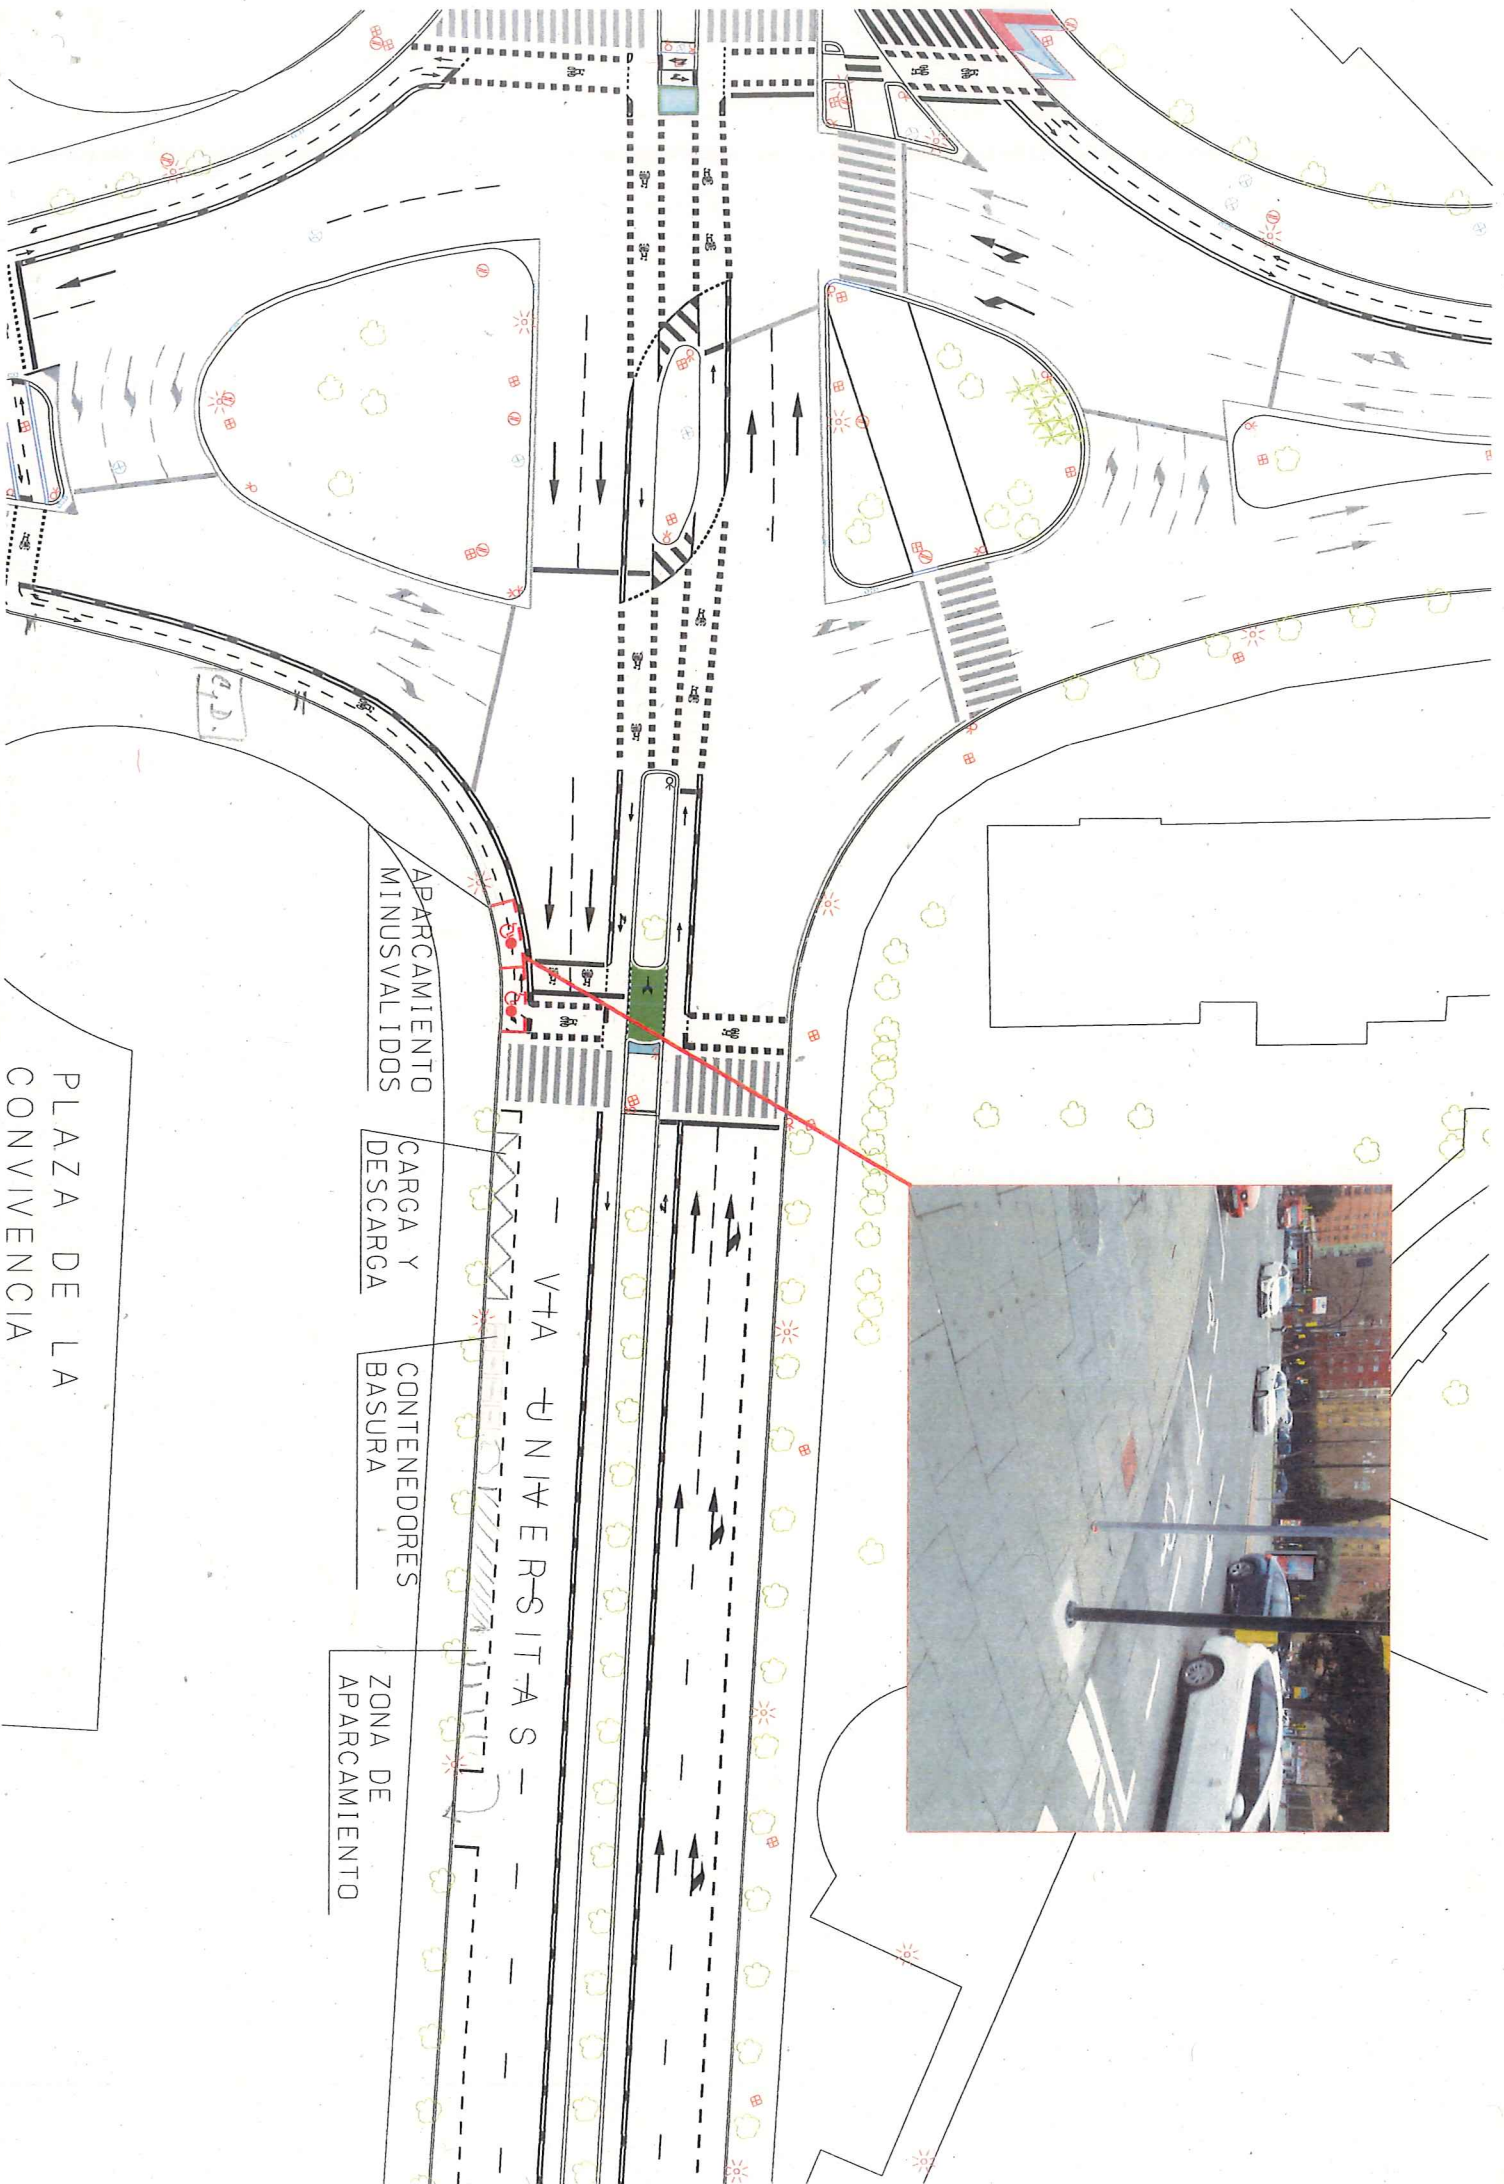 APARCAMIENTO
MINUSVALIDOS
CARGA Y
DESCARGA
CONTENEDORES
BASURA
ZONA DE
APARCAMIENTO
VIA UNIVERSITAS
PLAZA DE LA
CONVIVENCIA